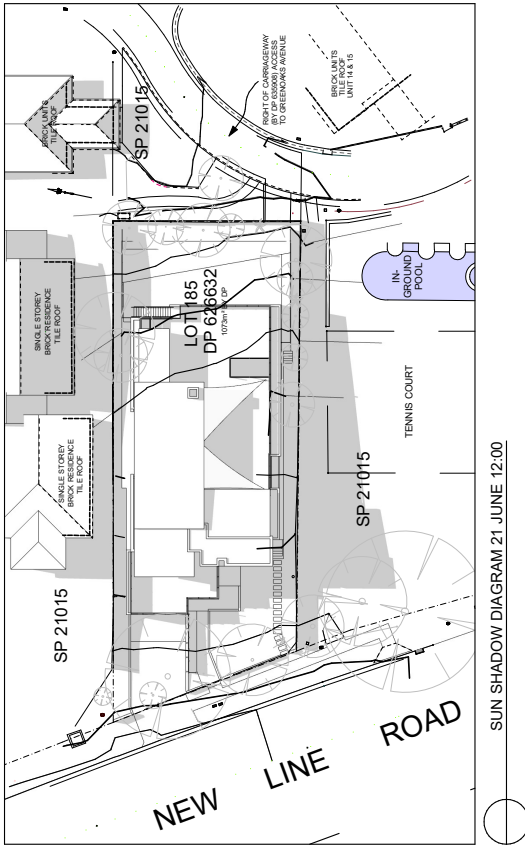 BRICK UNITS
TILE ROOF
SP 21015
RIGHT OF CARRIAGEWAY
(BY DP 635908) ACCESS
TO GREENOAKS AVENUE
BRICK UNITS
TILE ROOF
UNIT 14 & 15
SINGLE STOREY
BRICK RESIDENCE
TILE ROOF
LOT 185
DP 626632
1073m² BY DP
IN-
GROUND
POOL
SINGLE STOREY
BRICK RESIDENCE
TILE ROOF
TENNIS COURT
SP 21015
SP 21015
NEW LINE ROAD
SUN SHADOW DIAGRAM 21 JUNE 12:00